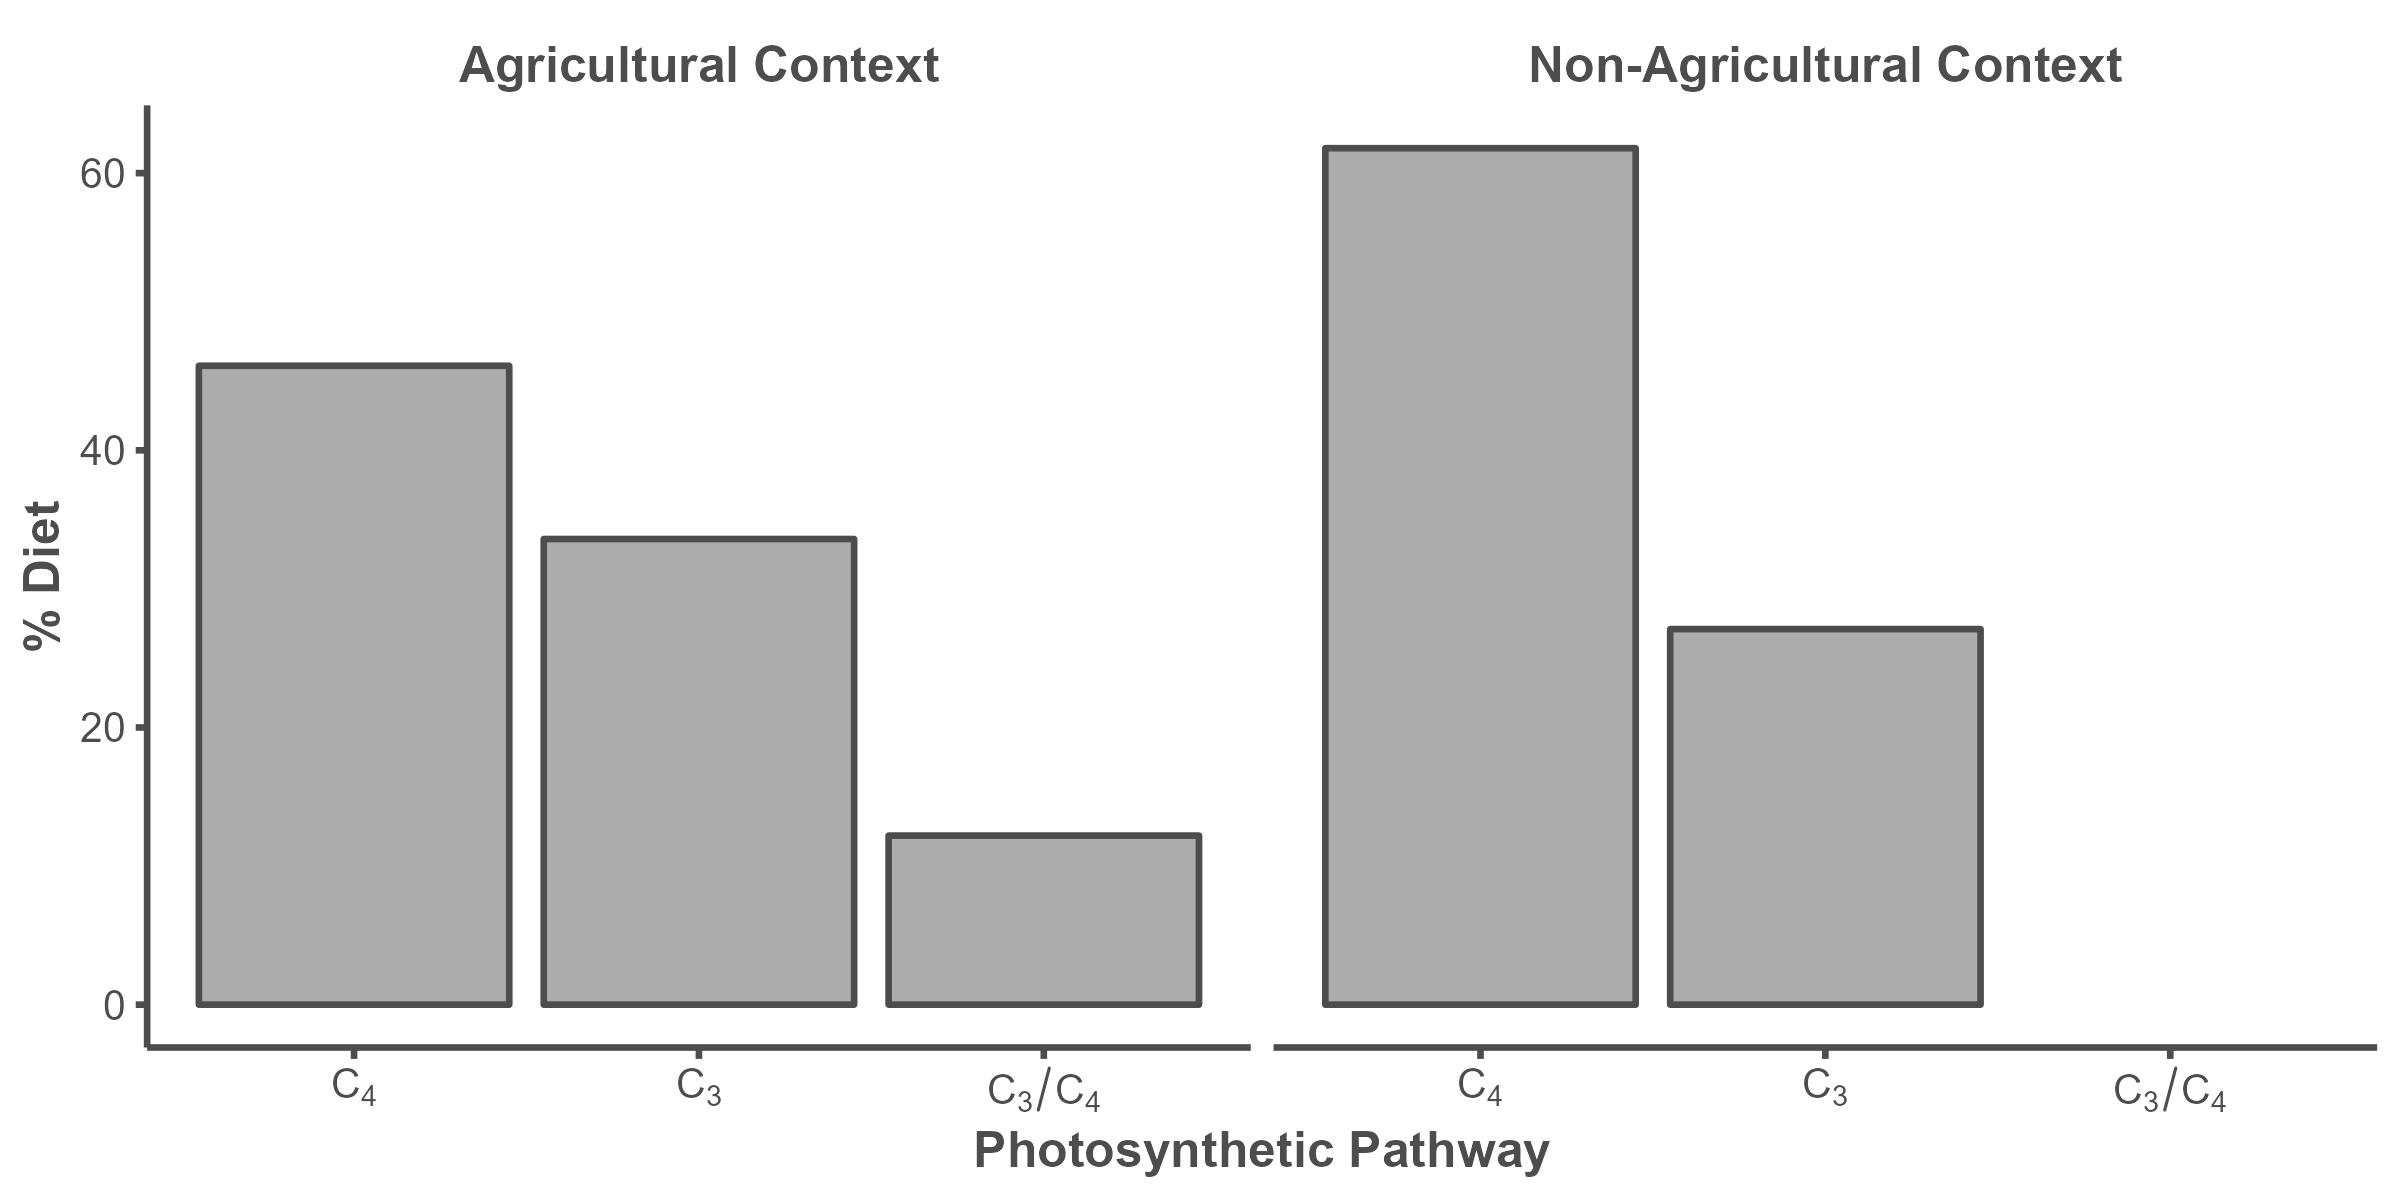 Agricultural Context
Non-Agricultural Context
% Diet
60
40
20
0
C₄ C₃ C₃/C₄
C₄ C₃ C₃/C₄
Photosynthetic Pathway